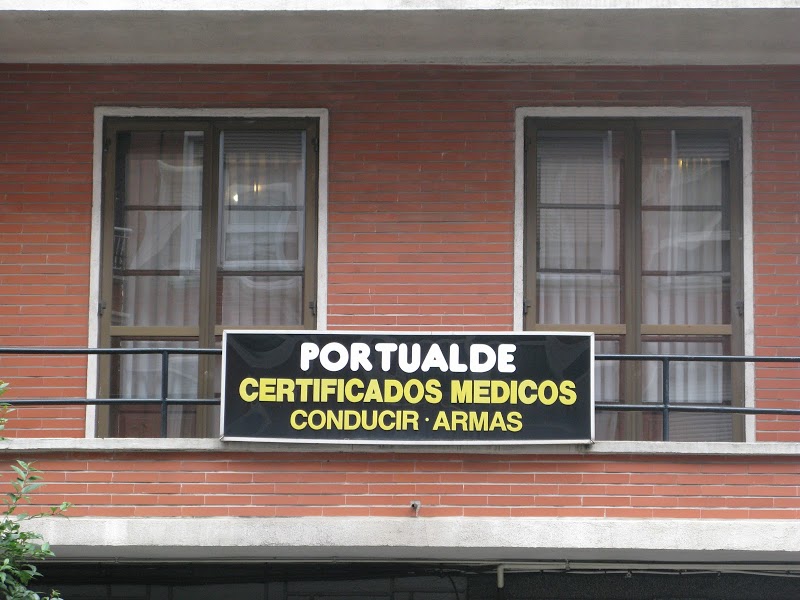 PORTUALDE
CERTIFICADOS MEDICOS
CONDUCIR · ARMAS